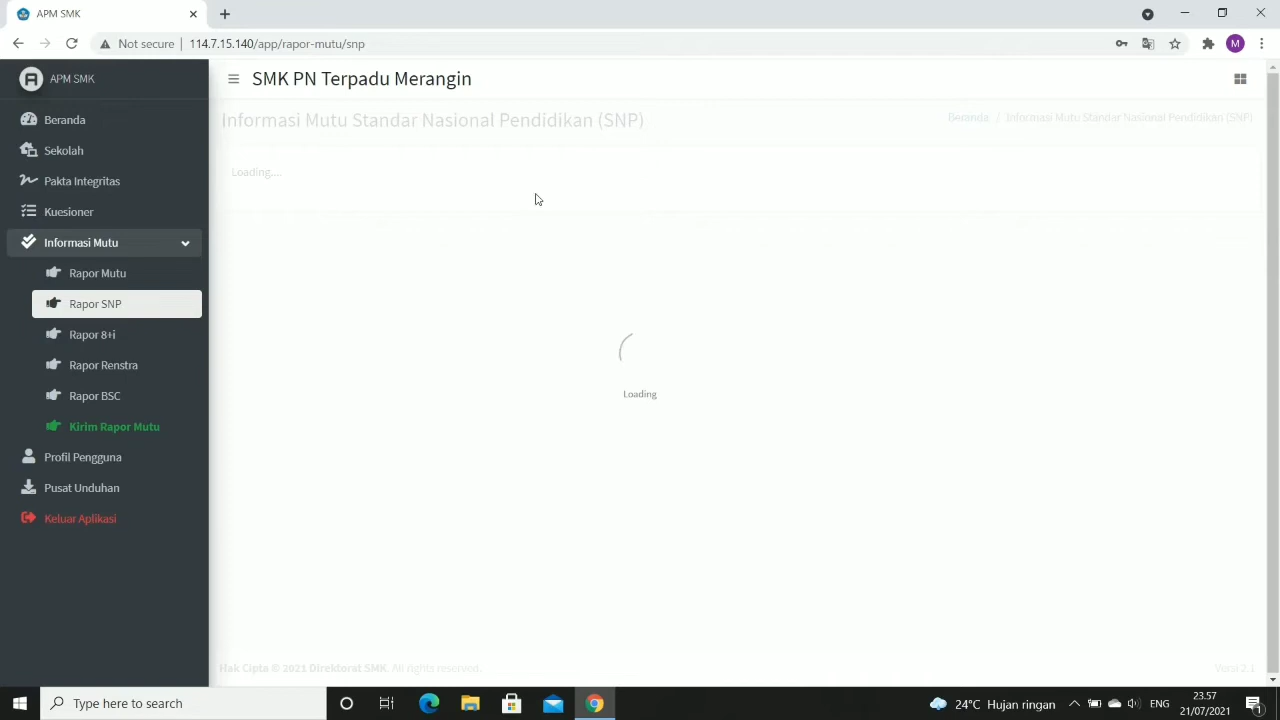 APM SMK
Not secure | 114.7.15.140/app/rapor-mutu/snp
M
APM SMK
SMK PN Terpadu Merangin
Beranda
Sekolah
Pakta Integritas
Kuesioner
Informasi Mutu
Rapor Mutu
Rapor SNP
Rapor 8+i
Rapor Renstra
Rapor BSC
Kirim Rapor Mutu
Profil Pengguna
Pusat Unduhan
Keluar Aplikasi
Informasi Mutu Standar Nasional Pendidikan (SNP)
Beranda / Informasi Mutu Standar Nasional Pendidikan (SNP)
Loading....
Loading
Hak Cipta © 2021 Direktorat SMK. All rights reserved.
Versi 2.1
Type here to search
24°C Hujan ringan
ENG
23.57
21/07/2021
1